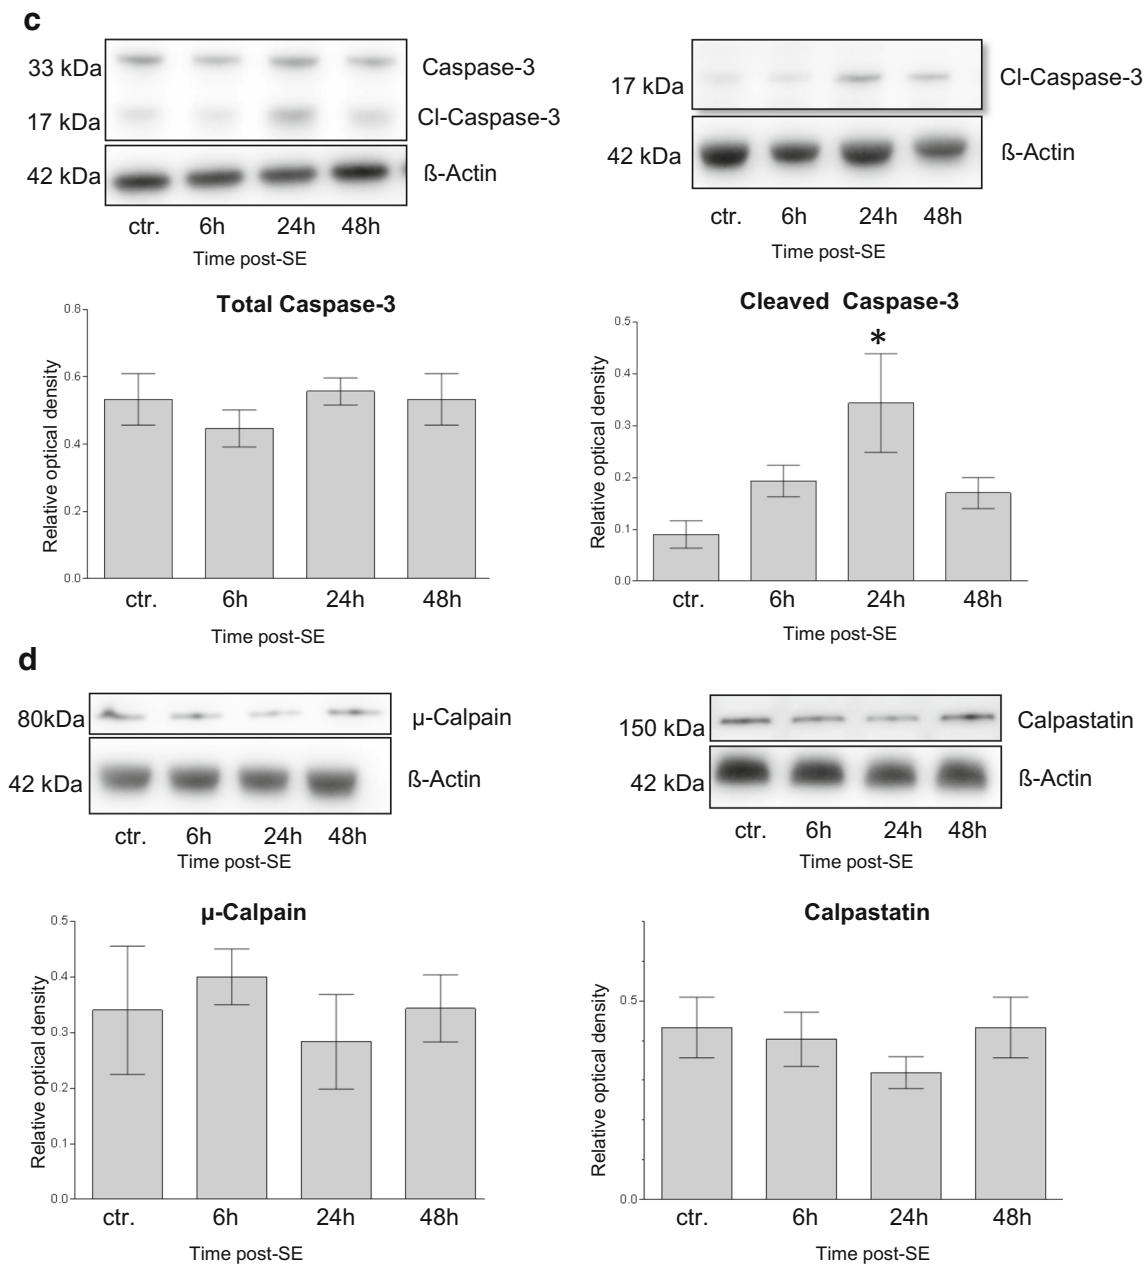 c
33 kDa
Caspase-3
17 kDa
Cl-Caspase-3
42 kDa
ß-Actin
ctr. 6h 24h 48h
Time post-SE
17 kDa
Cl-Caspase-3
42 kDa
ß-Actin
ctr. 6h 24h 48h
Time post-SE
Total Caspase-3
Relative optical density
0.8
0.6
0.4
0.2
0.0
ctr. 6h 24h 48h
Time post-SE
Cleaved Caspase-3
Relative optical density
0.5
0.4
0.3
0.2
0.1
0.0
*
ctr. 6h 24h 48h
Time post-SE
d
80kDa
µ-Calpain
42 kDa
ß-Actin
ctr. 6h 24h 48h
Time post-SE
150 kDa
Calpastatin
42 kDa
ß-Actin
ctr. 6h 24h 48h
Time post-SE
µ-Calpain
Relative optical density
0.5
0.4
0.3
0.2
0.1
0.0
ctr. 6h 24h 48h
Time post-SE
Calpastatin
Relative optical density
0.5
0.0
ctr. 6h 24h 48h
Time post-SE